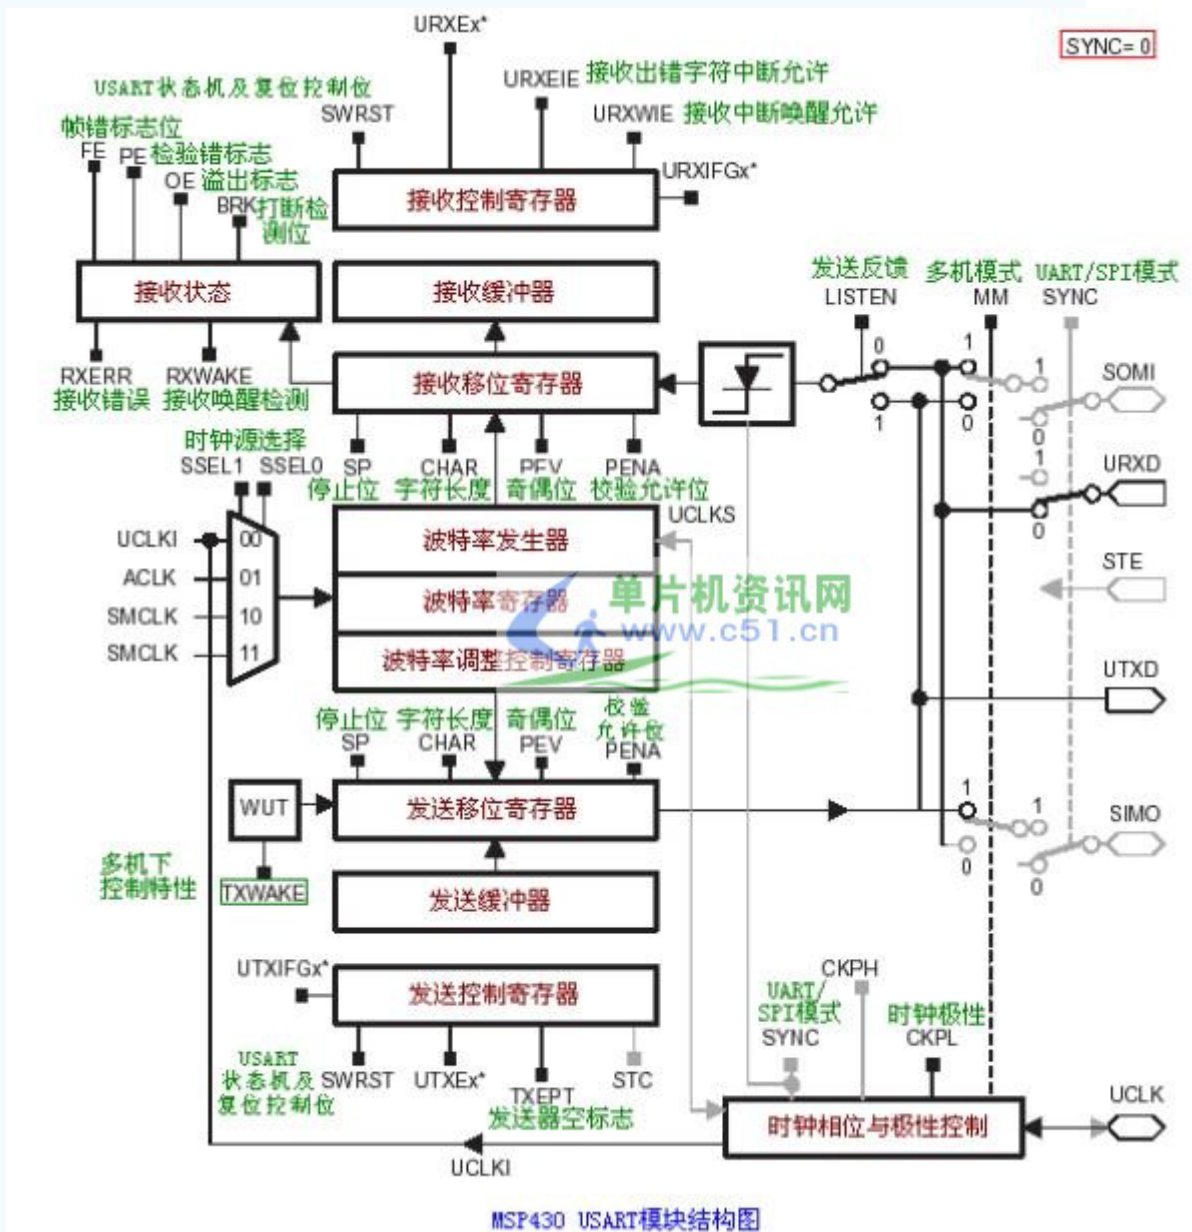 URXEx*
SYNC= 0
URXEIE 接收出错字符中断允许
USART状态机及复位控制位
SWRST
URXWIE 接收中断唤醒允许
帧错标志位
FE
PE 检验错标志
OE 溢出标志
URXIFGx*
BRK 打断检
测位
接收控制寄存器
接收状态
接收缓冲器
发送反馈
LISTEN
多机模式
MM
UART/SPI模式
SYNC
RXERR
接收错误
RXWAKE
接收唤醒检测
接收移位寄存器
0
1
1
0
1
0
SOMI
时钟源选择
SSEL1
SSEL0
SP
CHAR
PEV
PENA
停止位 字符长度 奇偶位 校验允许位
1
0
URXD
UCLKS
UCLKI
ACLK
SMCLK
SMCLK
00
01
10
11
波特率发生器
波特率寄存器
波特率调整控制寄存器
单片机资讯网
www.c51.cn
STE
UTXD
停止位 字符长度 奇偶位
校验
允许位
SP
CHAR
PEV
PENA
WUT
发送移位寄存器
1
0
1
0
SIMO
多机下
控制特性
TXWAKE
发送缓冲器
UTXIFGx*
发送控制寄存器
CKPH
UART/
SPI模式
SYNC
时钟极性
CKPL
USART
状态机及
复位控制位
SWRST
UTXEx*
TXEPT
发送器空标志
STC
时钟相位与极性控制
UCLK
UCLKI
MSP430 USART模块结构图